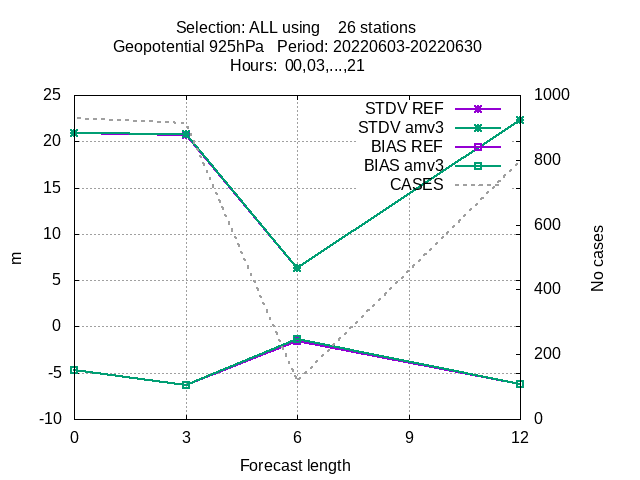 Selection: ALL using    26 stations
Geopotential 925hPa   Period: 20220603-20220630
Hours:  00,03,...,21
25
20
15
10
5
0
-5
-10
1000
800
600
400
200
0
STDV REF
STDV amv3
BIAS REF
BIAS amv3
CASES
m
No cases
0 3 6 9 12
Forecast length